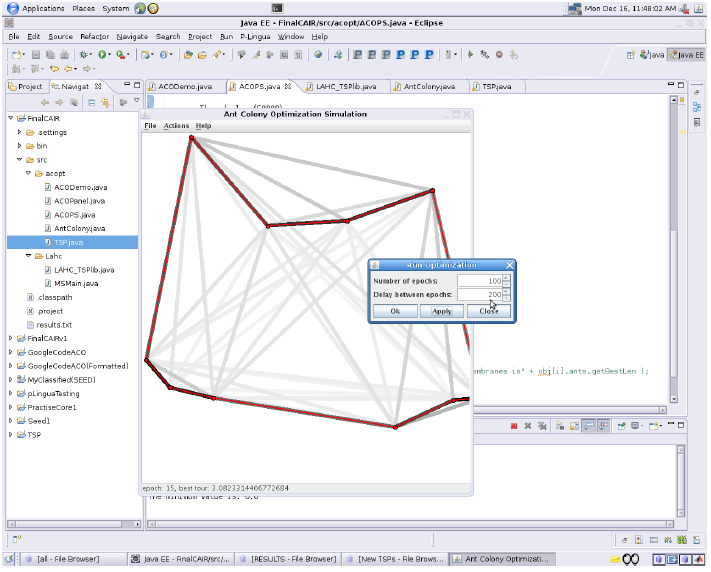 Applications Places System
Mon Dec 16, 11:48:02 AM
Java EE - FinalCAIR/src/acopt/ACOPS.java - Eclipse
File Edit Source Refactor Navigate Search Project Run P-Lingua Window Help
Java Java EE
Project Navigat
ACODemo.java ACOPS.java LAHC_TSPlib.java AntColony.java TSP.java
FinalCAIR
.settings
bin
src
acopt
ACODemo.java
ACOPanel.java
ACOPS.java
AntColony.java
TSP.java
Lahc
LAHC_TSPlib.java
MSMain.java
.classpath
.project
results.txt
FinalCAIRv1
GoogleCodeACO
GoogleCodeACO(Formatted)
MyClassified(SEED)
pLinguaTesting
PractiseCore1
Seed1
TSP
Ant Colony Optimization Simulation
File Actions Help
Run Optimization
Number of epochs: 100
Delay between epochs: 200
Ok Apply Close
embranes is" + obj[i].ants.getBestLen );
epoch: 15, best tour: 3.0823314406772684
The minimum value is: 0.0
[all - File Browser]
Java EE - FinalCAIR/src/...
[RESULTS - File Browser]
[New TSPs - File Brows...
Ant Colony Optimizati...